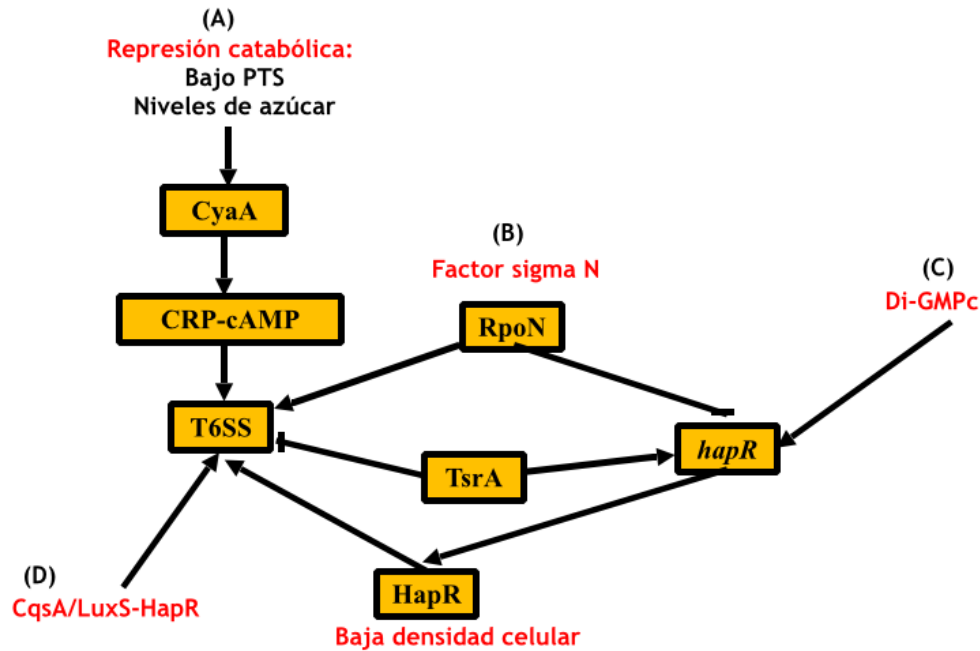 (A)
Represión catabólica:
Bajo PTS
Niveles de azúcar
CyaA
(B)
Factor sigma N
(C)
Di-GMPc
CRP-cAMP
RpoN
T6SS
hapR
TsrA
(D)
CqsA/LuxS-HapR
HapR
Baja densidad celular